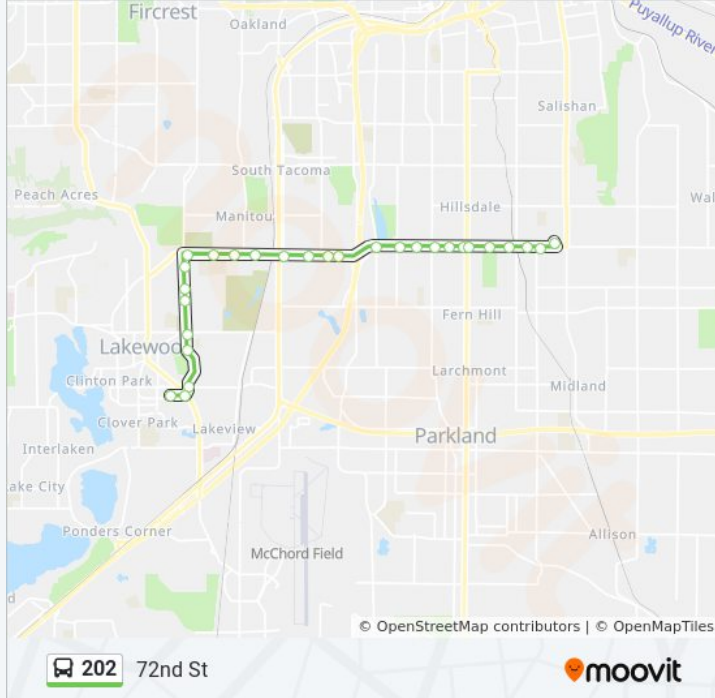 Fircrest
Oakland
Puyallup River
Salishan
South Tacoma
Peach Acres
Wal
Manitou
Hillsdale
Fern Hill
Lakewoo
Clinton Park
Larchmont
Midland
Clover Park
Lakeview
Parkland
Interlaken
ake City
Ponders Corner
Allison
McChord Field
d
© OpenStreetMap contributors | © OpenMapTiles
202 72nd St
moovit